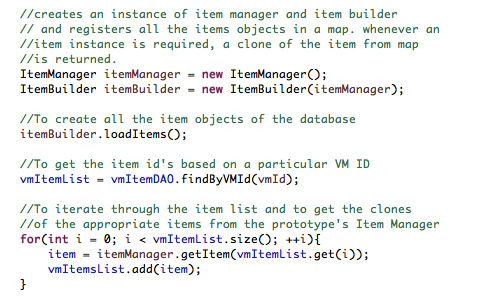 //creates an instance of item manager and item builder
// and registers all the items objects in a map. whenever an
//item instance is required, a clone of the item from map
//is returned.
ItemManager itemManager = new ItemManager();
ItemBuilder itemBuilder = new ItemBuilder(itemManager);
//To create all the item objects of the database
itemBuilder.loadItems();
//To get the item id's based on a particular VM ID
vmItemList = vmItemDAO.findByVMId(vmId);
//To iterate through the item list and to get the clones
//of the appropriate items from the prototype's Item Manager
for(int i = 0; i < vmItemList.size(); ++i){
item = itemManager.getItem(vmItemList.get(i));
vmItemsList.add(item);
}